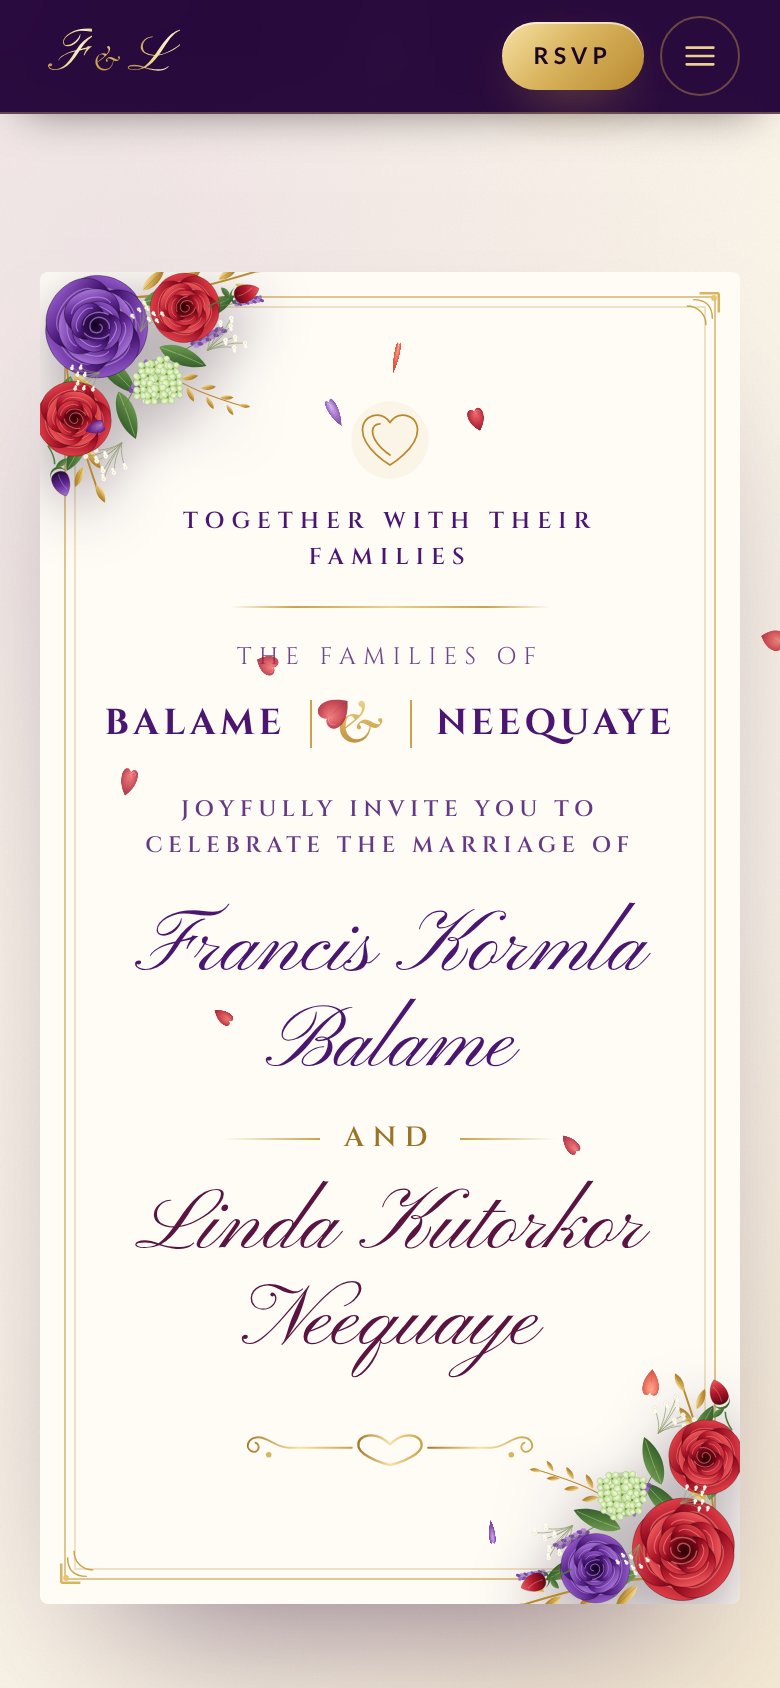 F & L
RSVP
TOGETHER WITH THEIR
FAMILIES
THE FAMILIES OF
BALAME & NEEQUAYE
JOYFULLY INVITE YOU TO
CELEBRATE THE MARRIAGE OF
Francis Kormla
Balame
AND
Linda Kutorkor
Neequaye